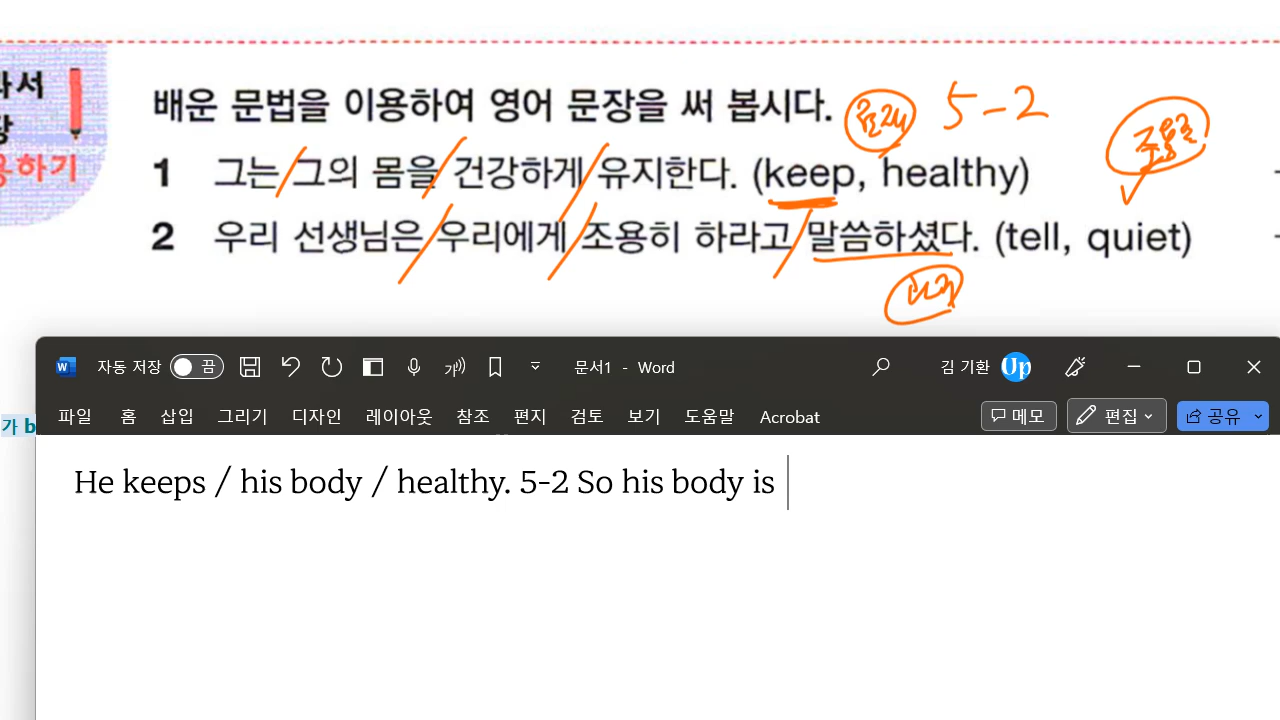 배운 문법을 이용하여 영어 문장을 써 봅시다. 5-2
1 그는 / 그의 몸을 / 건강하게 / 유지한다. (keep, healthy)
2 우리 선생님은 / 우리에게 / 조용히 하라고 / 말씀하셨다. (tell, quiet)
자동 저장 끔 가)) 문서1 - Word 김 기환 Up
파일 홈 삽입 그리기 디자인 레이아웃 참조 편지 검토 보기 도움말 Acrobat 메모 편집 공유
가 b
He keeps / his body / healthy. 5-2 So his body is